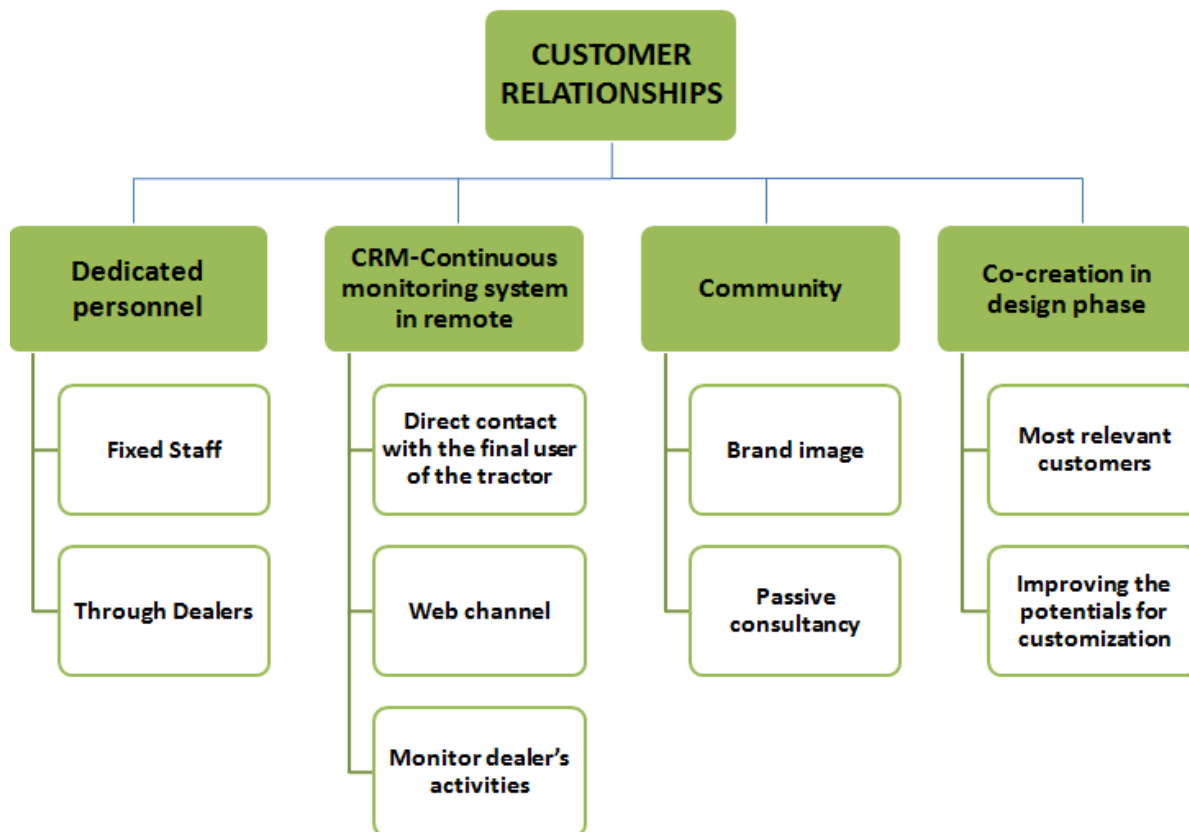 CUSTOMER
RELATIONSHIPS
Dedicated
personnel
Fixed Staff
Through Dealers
CRM-Continuous
monitoring system
in remote
Direct contact
with the final user
of the tractor
Web channel
Monitor dealer’s
activities
Community
Brand image
Passive
consultancy
Co-creation in
design phase
Most relevant
customers
Improving the
potentials for
customization